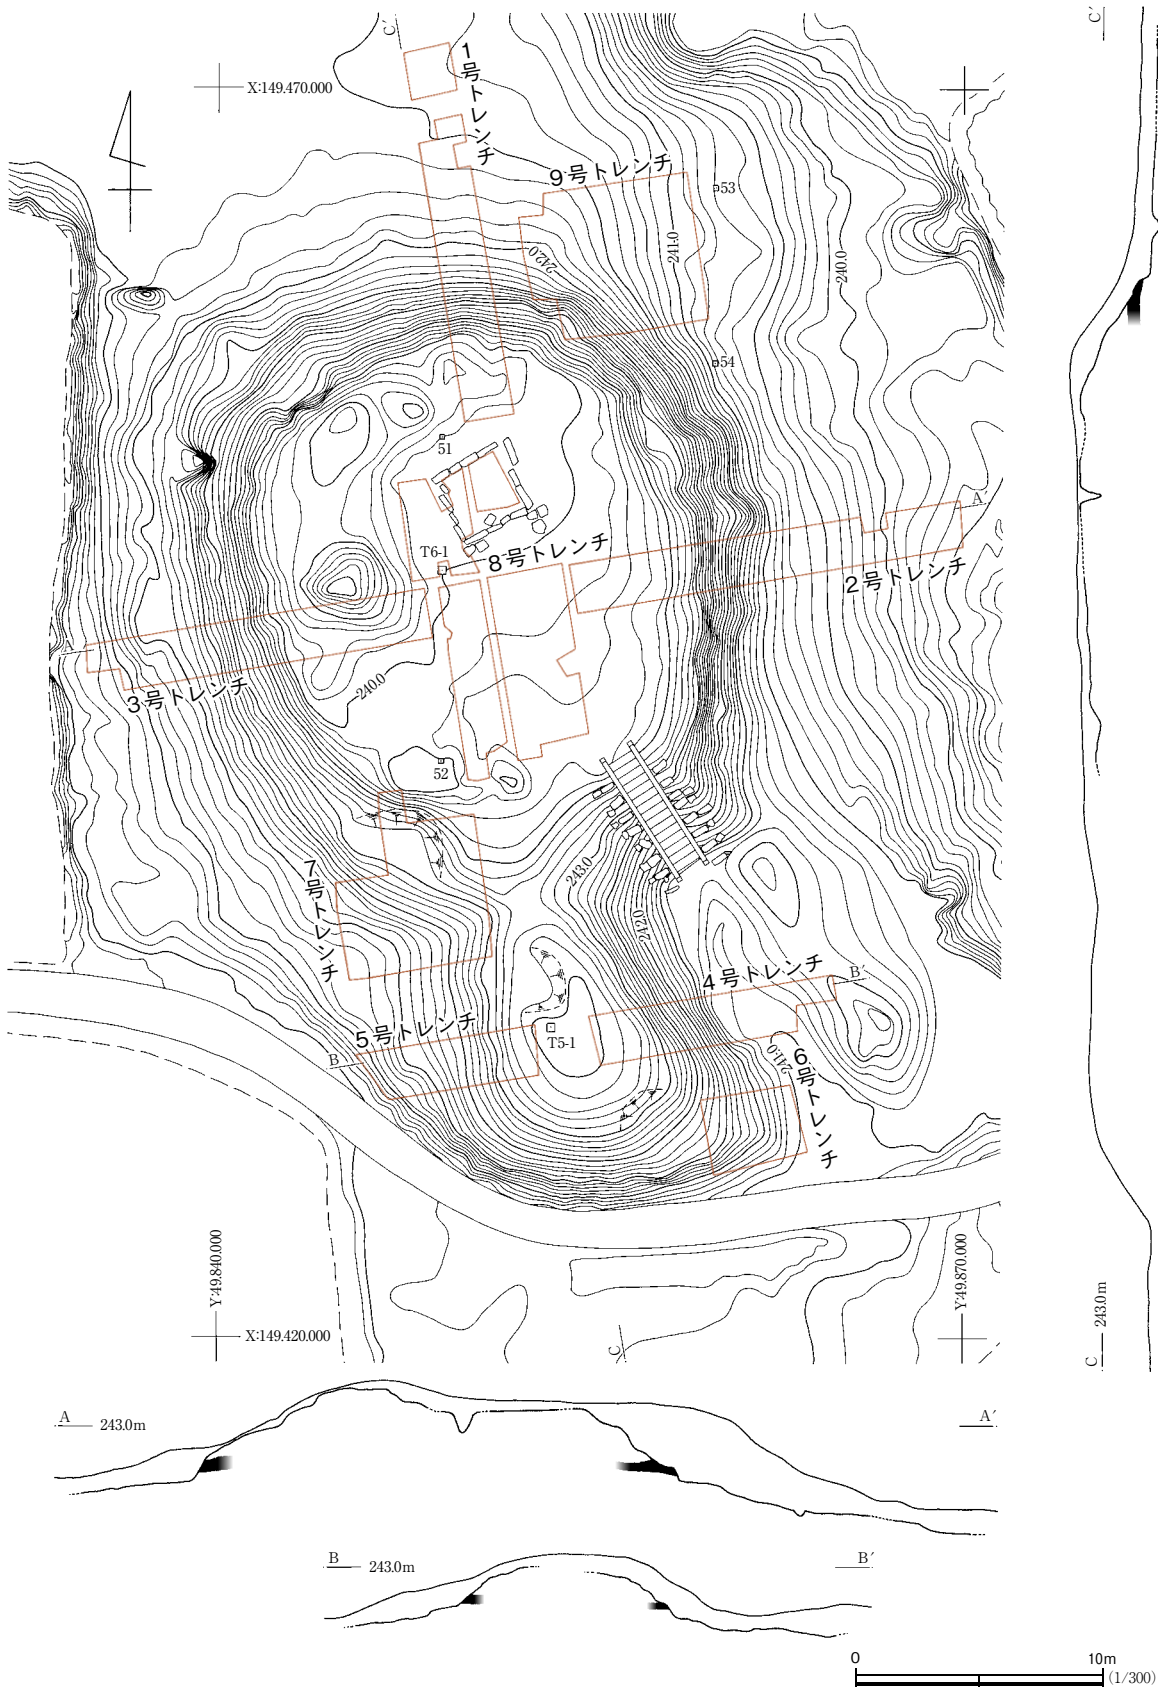 C′
C′
X:149.470.000
1号トレンチ
9号トレンチ
53
242.0
241.0
240.0
54
51
A′
T6-1
8号トレンチ
2号トレンチ
A
3号トレンチ
240.0
52
243.0
242.0
7号トレンチ
4号トレンチ
B′
5号トレンチ
T5-1
B
241.0
6号トレンチ
Y:49.840.000
Y:49.870.000
X:149.420.000
C
C 243.0m
A 243.0m A′
B 243.0m B′
0 10m
(1/300)